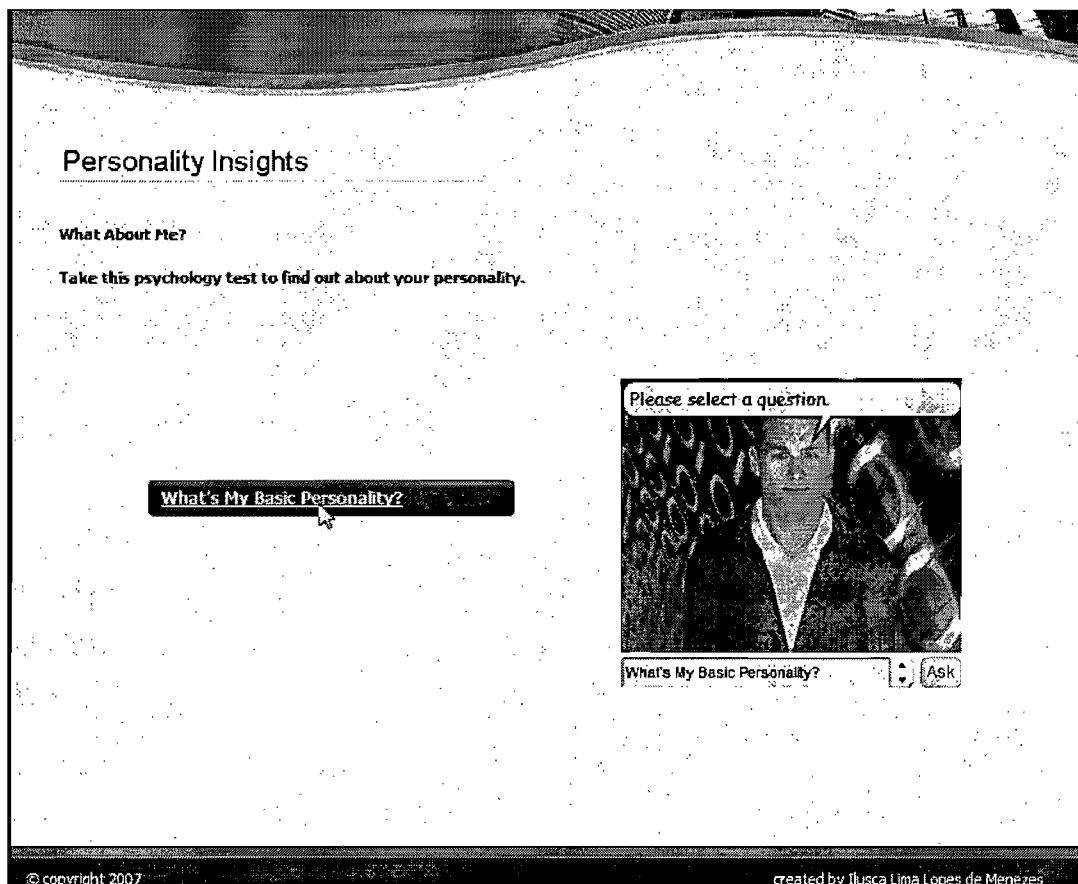 Personality Insights
What About Me?
Take this psychology test to find out about your personality.
Please select a question.
What's My Basic Personality?
What's My Basic Personality?
Ask
© copyright 2007
created by Ilusca Lima Lopes de Menezes